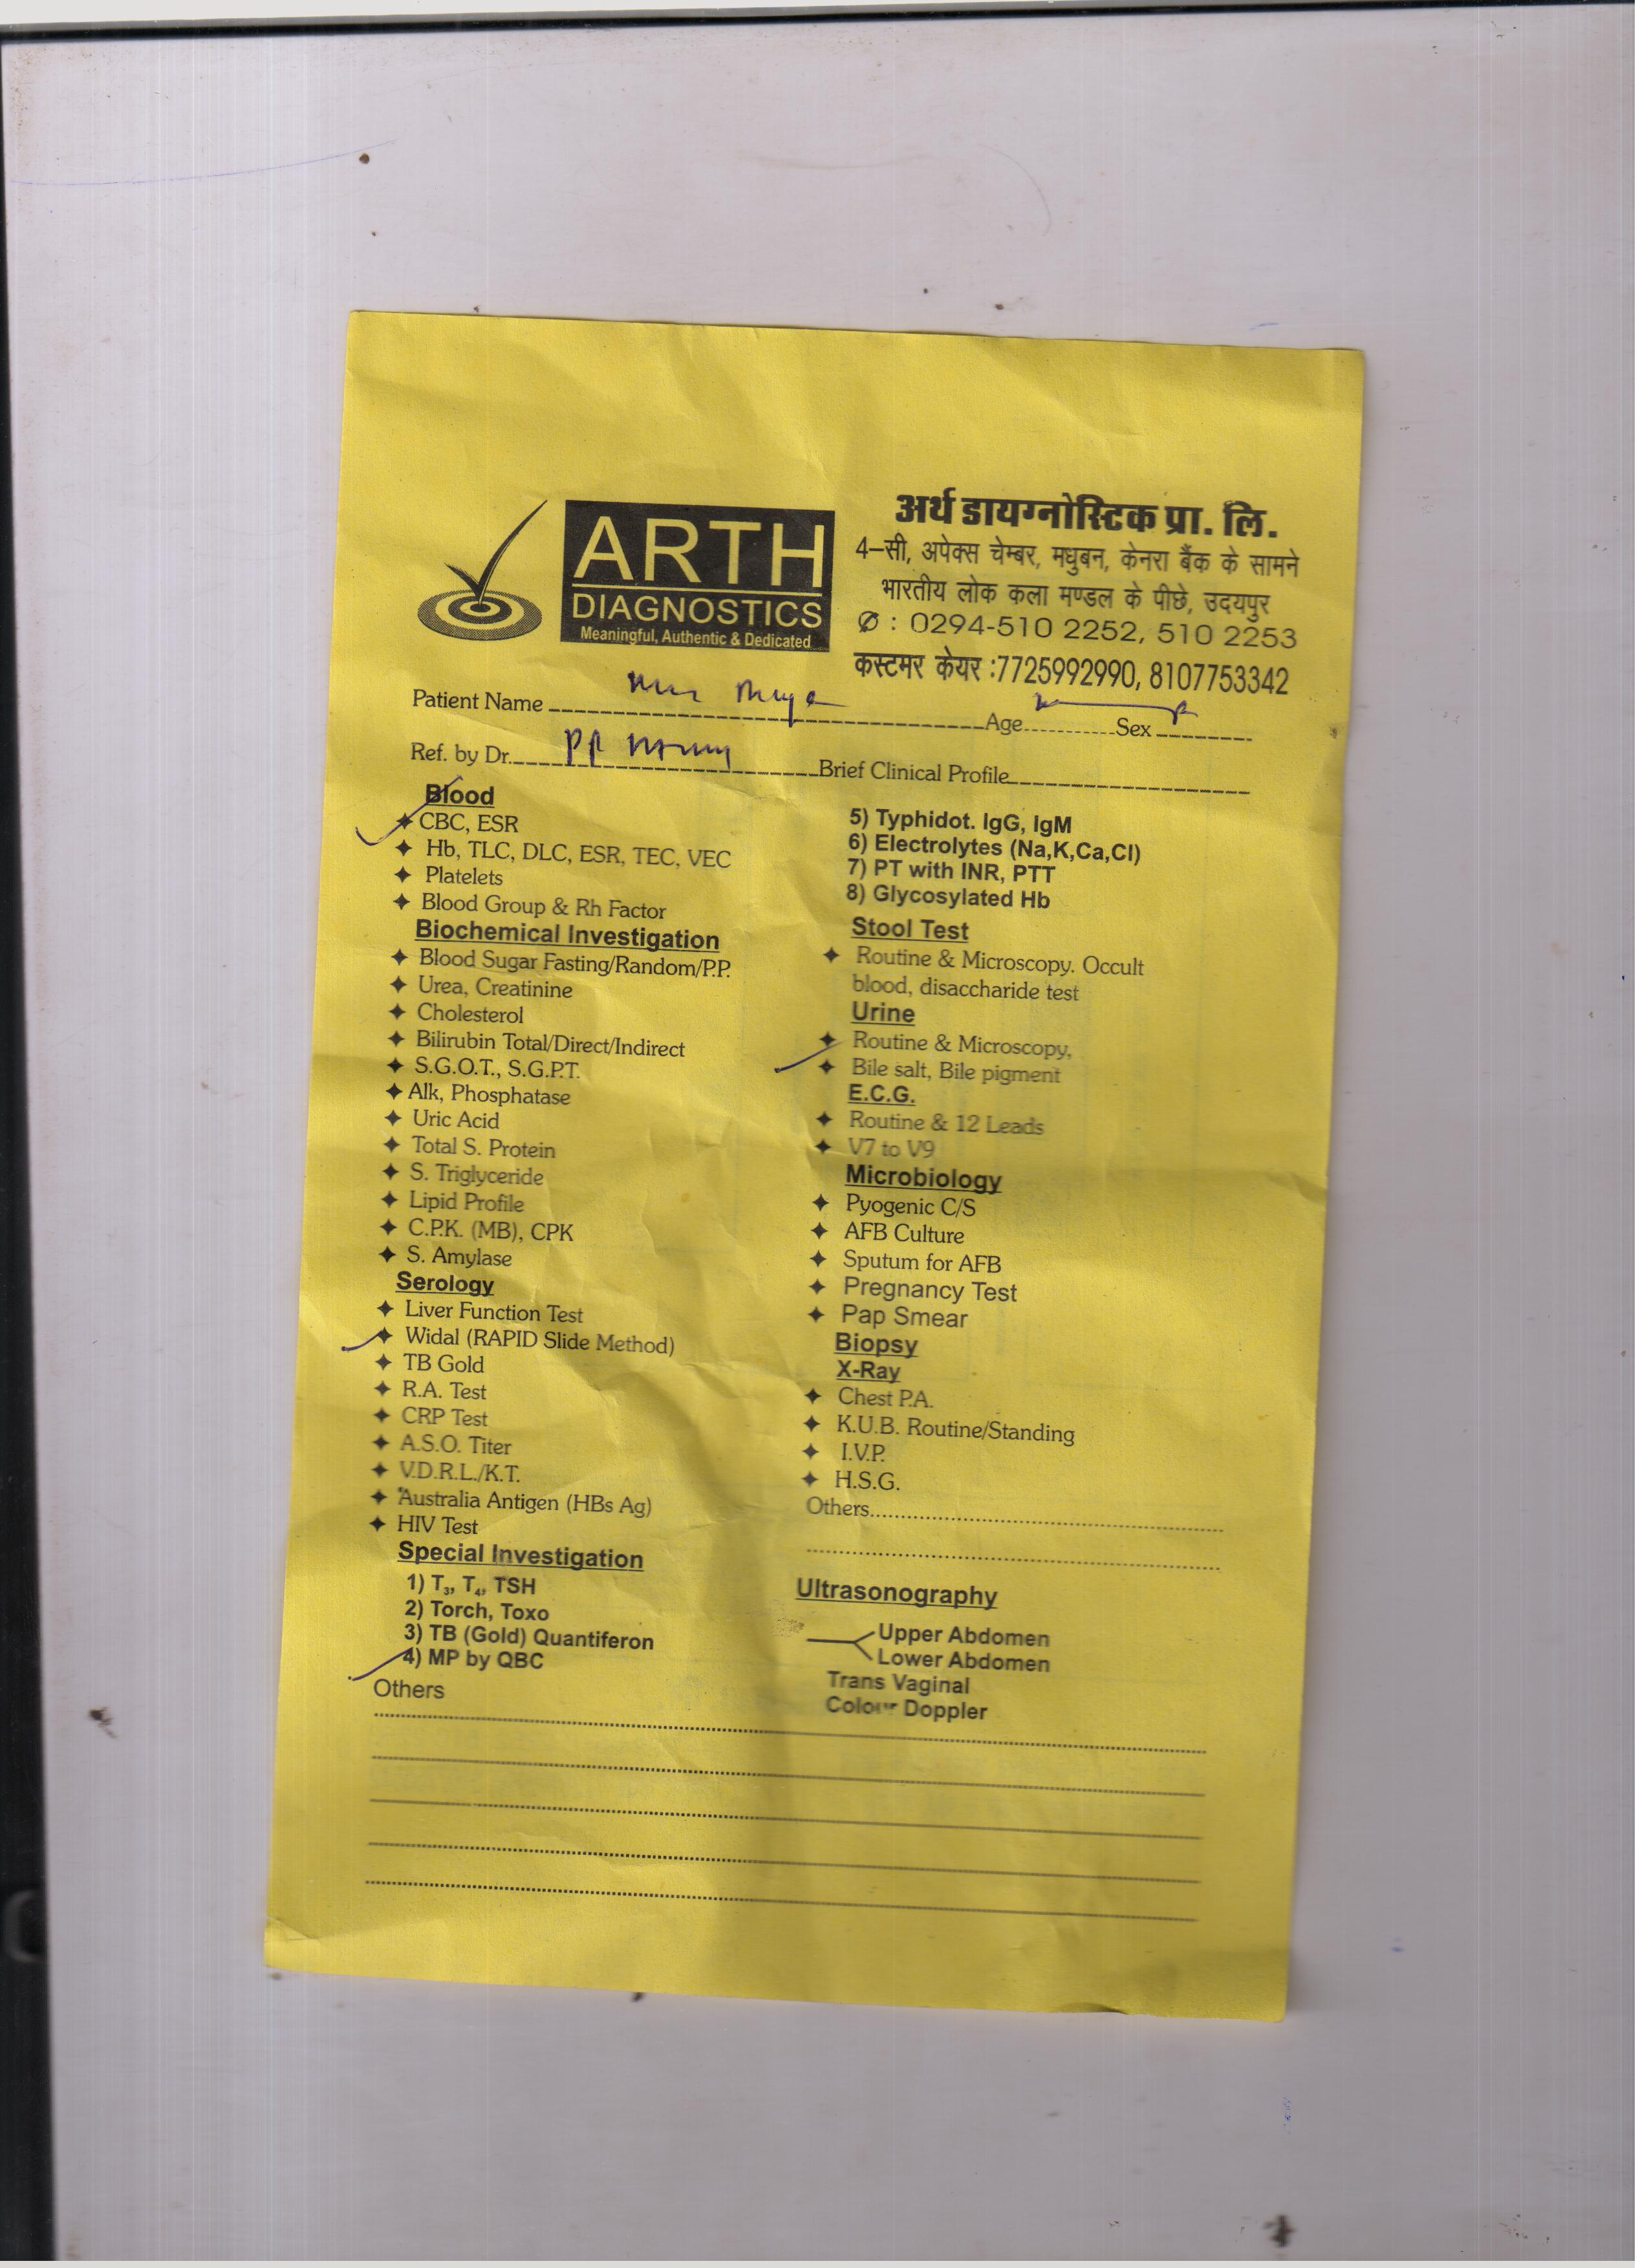 ARTH
DIAGNOSTICS
Meaningful, Authentic & Dedicated
अर्थ डायग्नोस्टिक प्रा. लि.
4–सी, अपेक्स चेम्बर, मधुबन, केनरा बैंक के सामने
भारतीय लोक कला मण्डल के पीछे, उदयपुर
✆ : 0294-510 2252, 510 2253
कस्टमर केयर :7725992990, 8107753342
Patient Name Age Sex
Ref. by Dr. Brief Clinical Profile
Blood
CBC, ESR
Hb, TLC, DLC, ESR, TEC, VEC
Platelets
Blood Group & Rh Factor
Biochemical Investigation
Blood Sugar Fasting/Random/P.P.
Urea, Creatinine
Cholesterol
Bilirubin Total/Direct/Indirect
S.G.O.T., S.G.P.T.
Alk, Phosphatase
Uric Acid
Total S. Protein
S. Triglyceride
Lipid Profile
C.P.K. (MB), CPK
S. Amylase
Serology
Liver Function Test
Widal (RAPID Slide Method)
TB Gold
R.A. Test
CRP Test
A.S.O. Titer
V.D.R.L./K.T.
Australia Antigen (HBs Ag)
HIV Test
Special Investigation
1) T₃, T₄, TSH
2) Torch, Toxo
3) TB (Gold) Quantiferon
4) MP by QBC
Others
5) Typhidot. IgG, IgM
6) Electrolytes (Na,K,Ca,Cl)
7) PT with INR, PTT
8) Glycosylated Hb
Stool Test
Routine & Microscopy. Occult
blood, disaccharide test
Urine
Routine & Microscopy,
Bile salt, Bile pigment
E.C.G.
Routine & 12 Leads
V7 to V9
Microbiology
Pyogenic C/S
AFB Culture
Sputum for AFB
Pregnancy Test
Pap Smear
Biopsy
X-Ray
Chest P.A.
K.U.B. Routine/Standing
I.V.P.
H.S.G.
Others
Ultrasonography
Upper Abdomen
Lower Abdomen
Trans Vaginal
Colour Doppler